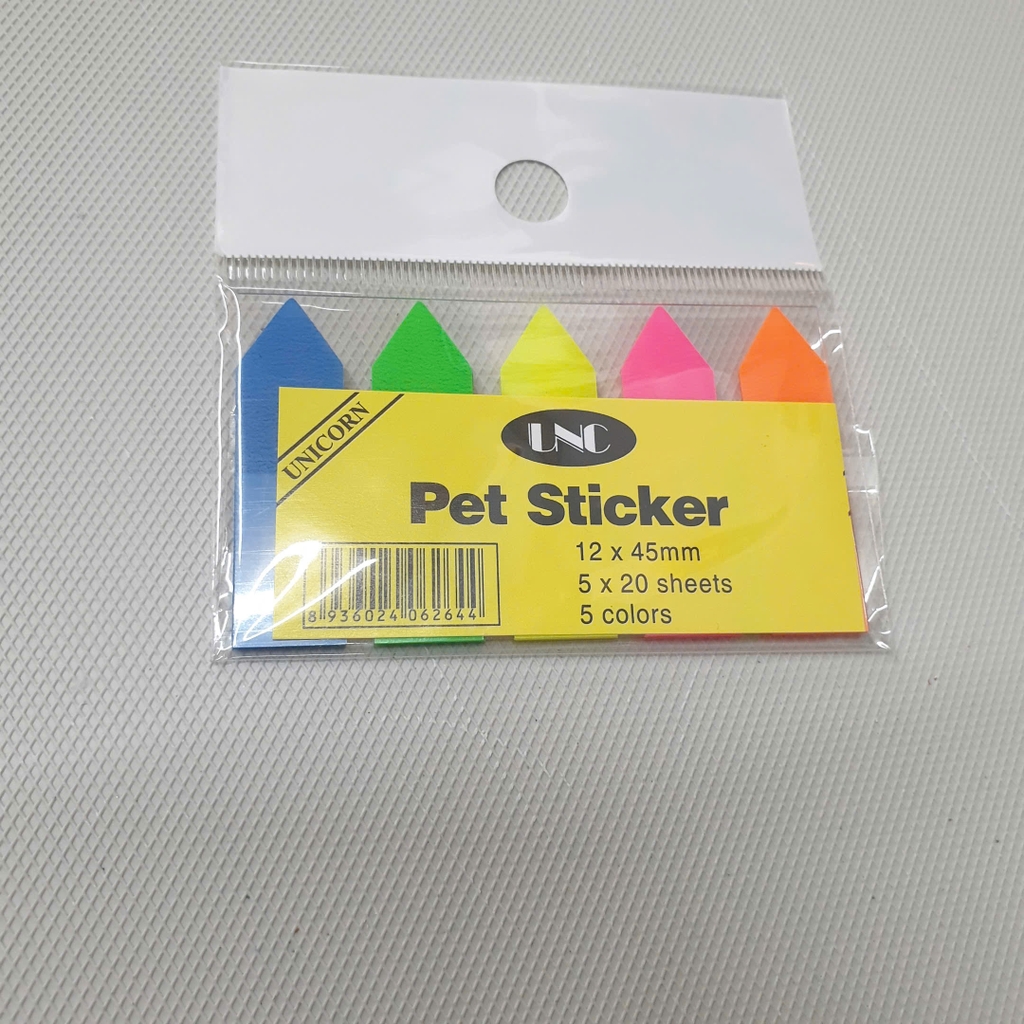 UNICORN
UNC
Pet Sticker
12 x 45mm
5 x 20 sheets
5 colors
8 936024 062644